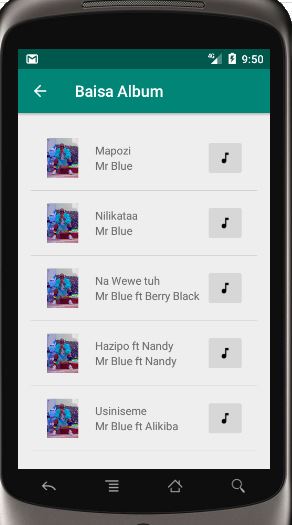 4G
9:50
Baisa Album
Mapozi
Mr Blue
Nilikataa
Mr Blue
Na Wewe tuh
Mr Blue ft Berry Black
Hazipo ft Nandy
Mr Blue ft Nandy
Usiniseme
Mr Blue ft Alikiba